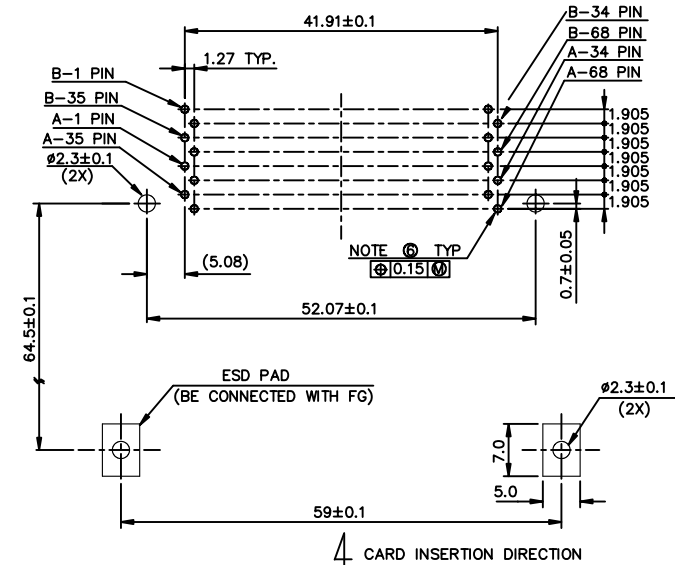 41.91±0.1
B-34 PIN
B-68 PIN
A-34 PIN
A-68 PIN
1.27 TYP.
B-1 PIN
B-35 PIN
A-1 PIN
A-35 PIN
ø2.3±0.1
(2X)
1.905
1.905
1.905
1.905
1.905
1.905
1.905
(5.08)
NOTE ⑥ TYP
⌖ 0.15 Ⓜ
0.7±0.05
52.07±0.1
64.5±0.1
ESD PAD
(BE CONNECTED WITH FG)
ø2.3±0.1
(2X)
7.0
5.0
59±0.1
CARD INSERTION DIRECTION